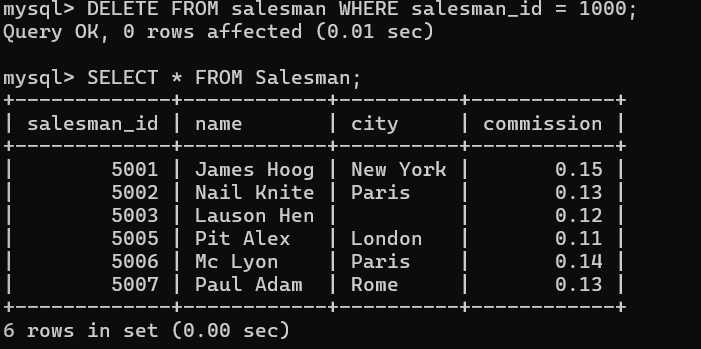 mysql> DELETE FROM salesman WHERE salesman_id = 1000;
Query OK, 0 rows affected (0.01 sec)
mysql> SELECT * FROM Salesman;
+-------------+------------+----------+------------+
| salesman_id | name       | city     | commission |
+-------------+------------+----------+------------+
|        5001 | James Hoog | New York |       0.15 |
|        5002 | Nail Knite | Paris    |       0.13 |
|        5003 | Lauson Hen |          |       0.12 |
|        5005 | Pit Alex   | London   |       0.11 |
|        5006 | Mc Lyon    | Paris    |       0.14 |
|        5007 | Paul Adam  | Rome     |       0.13 |
+-------------+------------+----------+------------+
6 rows in set (0.00 sec)